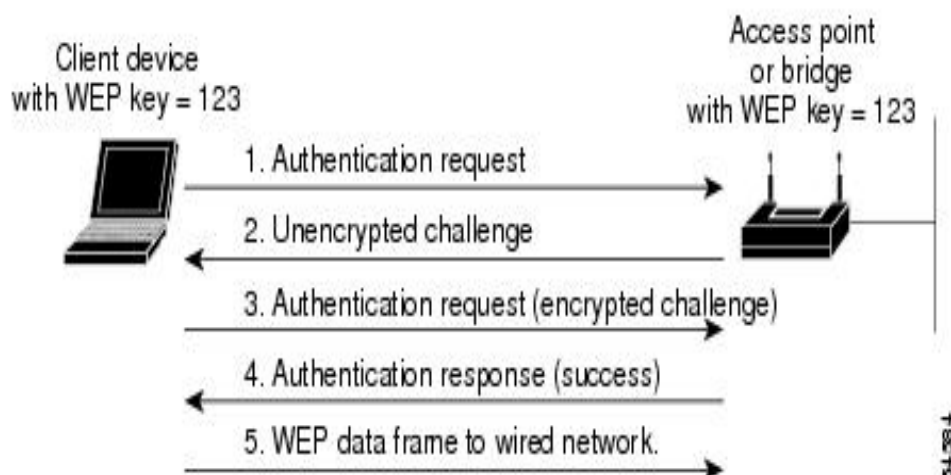 Client device
with WEP key = 123
Access point
or bridge
with WEP key = 123
1. Authentication request
2. Unencrypted challenge
3. Authentication request (encrypted challenge)
4. Authentication response (success)
5. WEP data frame to wired network.